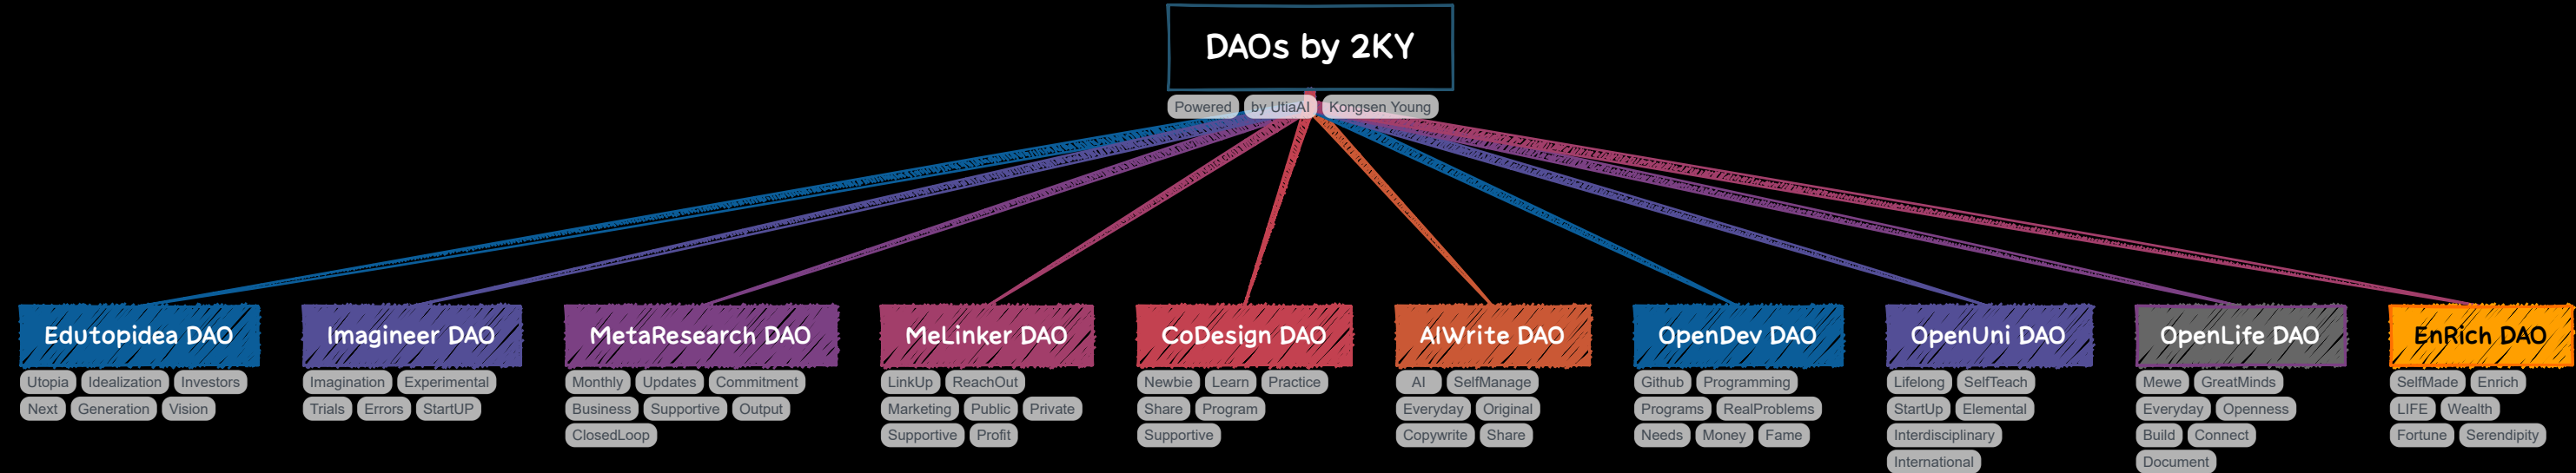 DAOs by 2KY
Powered by UtiaAI Kongsen Young
Edutopidea DAO
Utopia Idealization Investors
Next Generation Vision
Imagineer DAO
Imagination Experimental
Trials Errors StartUP
MetaResearch DAO
Monthly Updates Commitment
Business Supportive Output
ClosedLoop
MeLinker DAO
LinkUp ReachOut
Marketing Public Private
Supportive Profit
CoDesign DAO
Newbie Learn Practice
Share Program
Supportive
AIWrite DAO
AI SelfManage
Everyday Original
Copywrite Share
OpenDev DAO
Github Programming
Programs RealProblems
Needs Money Fame
OpenUni DAO
Lifelong SelfTeach
StartUp Elemental
Interdisciplinary
International
OpenLife DAO
Mewe GreatMinds
Everyday Openness
Build Connect
Document
EnRich DAO
SelfMade Enrich
LIFE Wealth
Fortune Serendipity